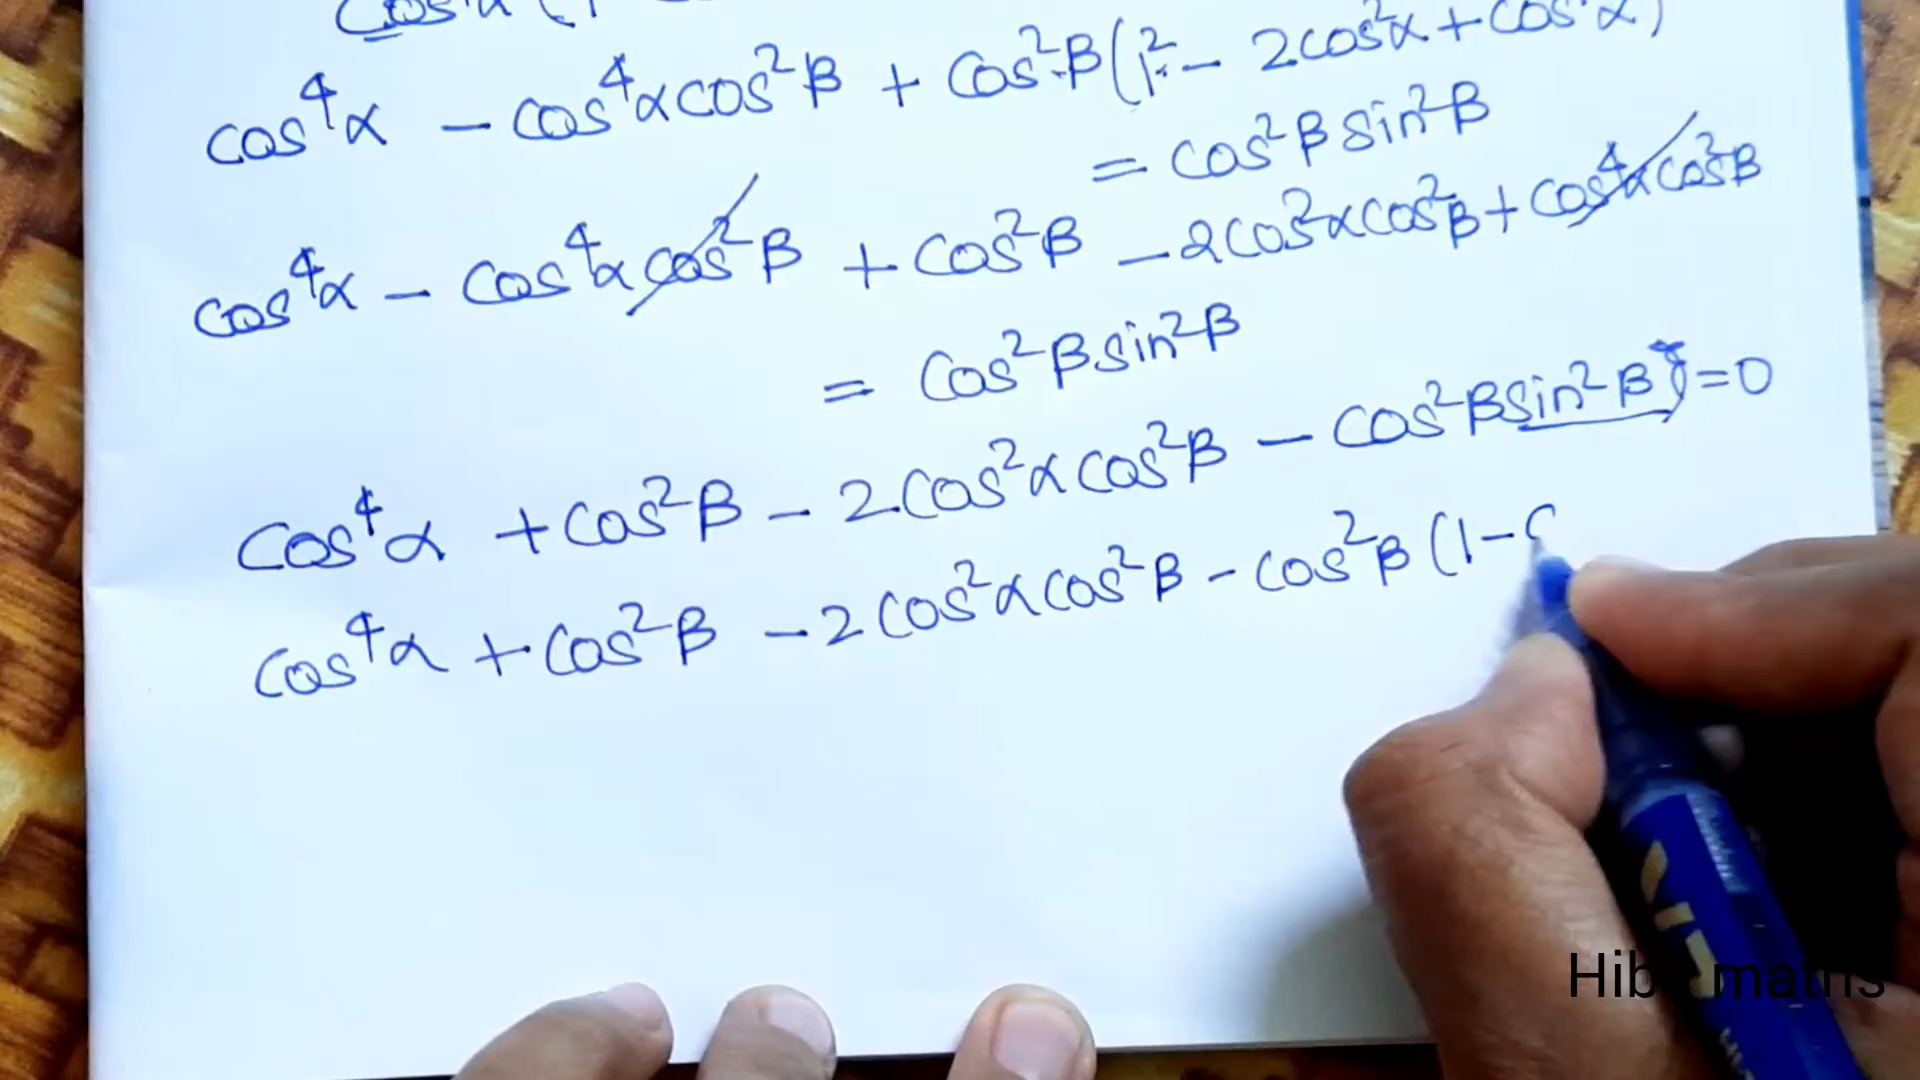 cos⁴α − cos⁴α cos²β + cos²β (1² − 2cos²α + cos⁴α)
= cos²β sin²β
cos⁴α − cos⁴α cos²β + cos²β − 2cos²α cos²β + cos⁴α cos²β
= cos²β sin²β
cos⁴α + cos²β − 2cos²α cos²β − cos²β sin²β = 0
cos⁴α + cos²β − 2cos²α cos²β − cos²β (1 − c
maths